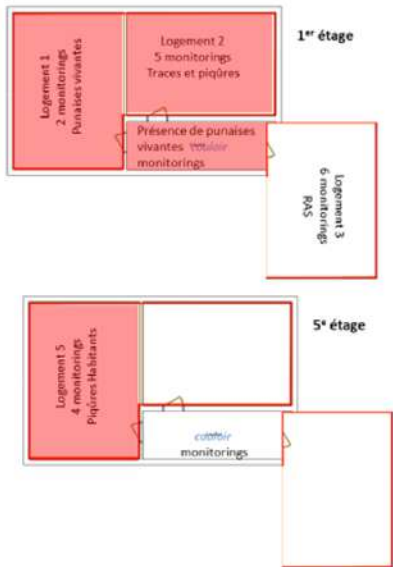 1er étage
Logement 1
2 monitorings
Punaises vivantes
Logement 2
5 monitorings
Traces et piqûres
Présence de punaises
vivantes couloir
monitorings
Logement 3
6 monitorings
RAS
5e étage
Logement 5
4 monitorings
Piqûres Habitants
couloir
monitorings